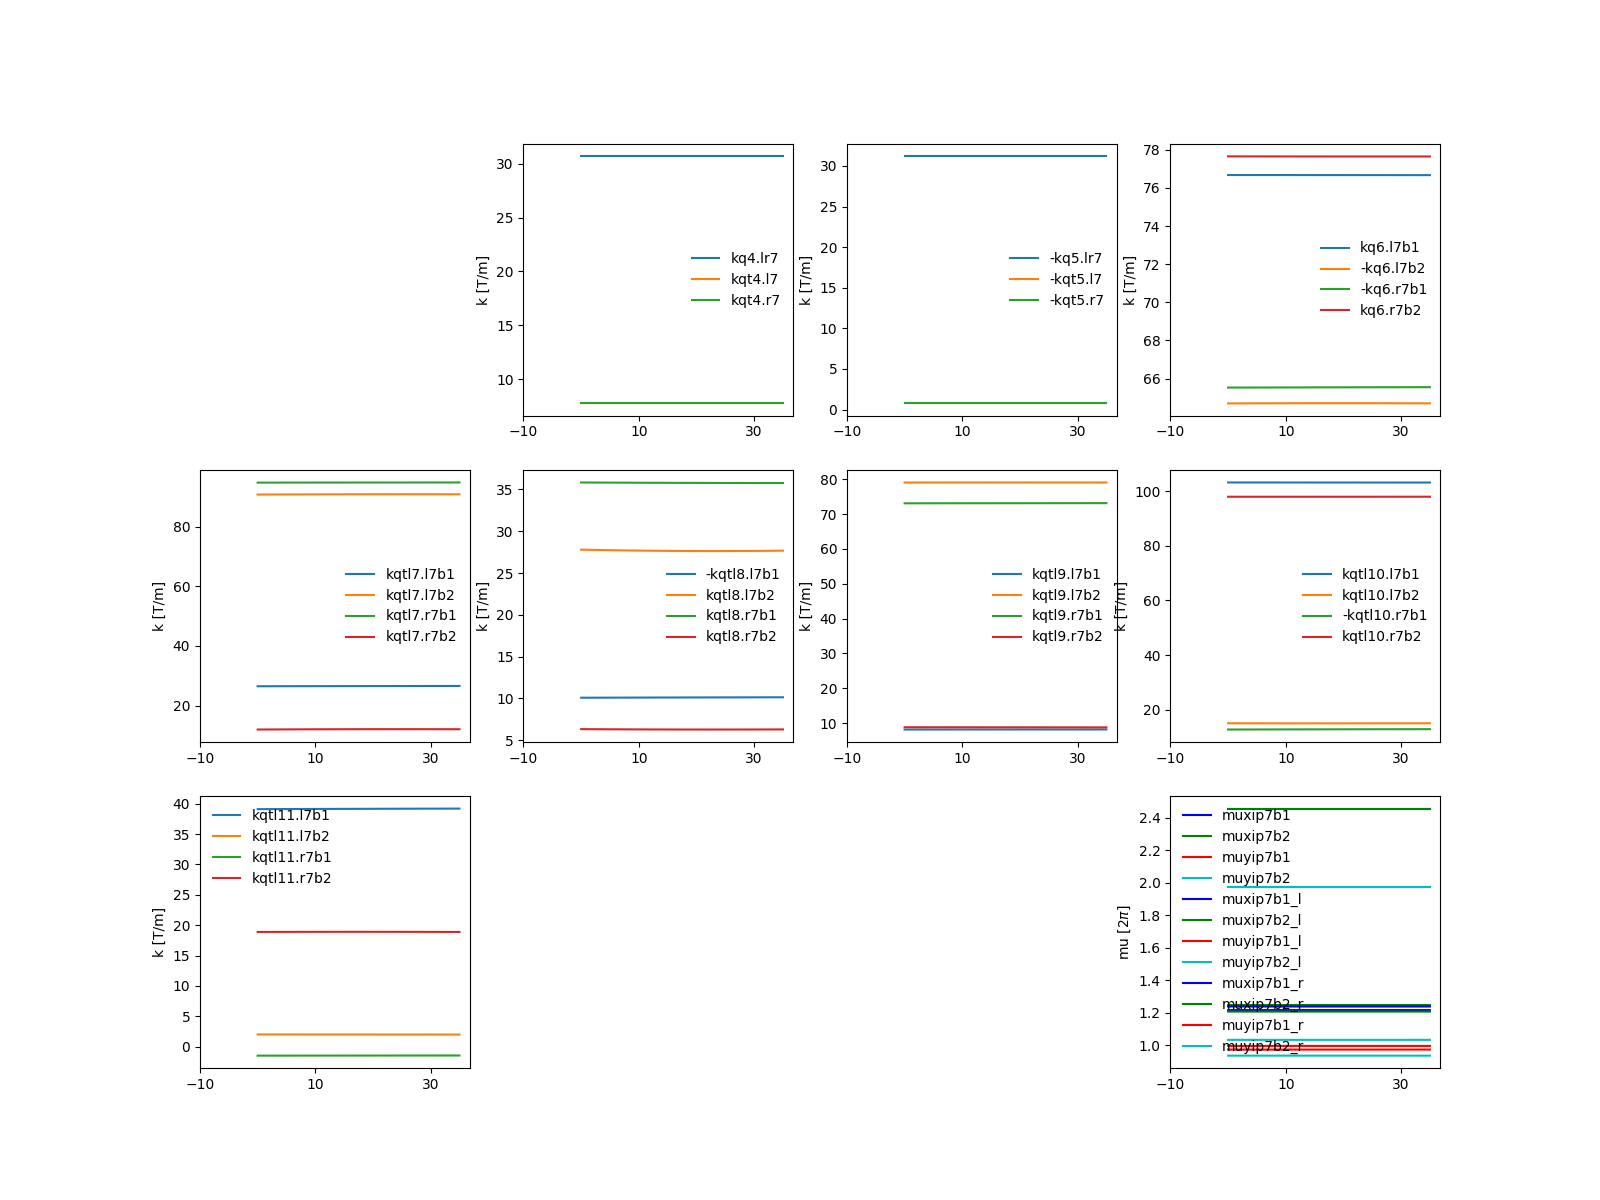 30
25
20
15
10
k [T/m]
kq4.lr7
kqt4.l7
kqt4.r7
−10 10 30
30
25
20
15
10
5
0
k [T/m]
-kq5.lr7
-kqt5.l7
-kqt5.r7
−10 10 30
78
76
74
72
70
68
66
k [T/m]
kq6.l7b1
-kq6.l7b2
-kq6.r7b1
kq6.r7b2
−10 10 30
80
60
40
20
k [T/m]
kqtl7.l7b1
kqtl7.l7b2
kqtl7.r7b1
kqtl7.r7b2
−10 10 30
35
30
25
20
15
10
5
k [T/m]
-kqtl8.l7b1
kqtl8.l7b2
kqtl8.r7b1
kqtl8.r7b2
−10 10 30
80
70
60
50
40
30
20
10
k [T/m]
kqtl9.l7b1
kqtl9.l7b2
kqtl9.r7b1
kqtl9.r7b2
−10 10 30
100
80
60
40
20
k [T/m]
kqtl10.l7b1
kqtl10.l7b2
-kqtl10.r7b1
kqtl10.r7b2
−10 10 30
40
35
30
25
20
15
10
5
0
k [T/m]
kqtl11.l7b1
kqtl11.l7b2
kqtl11.r7b1
kqtl11.r7b2
−10 10 30
2.4
2.2
2.0
1.8
1.6
1.4
1.2
1.0
mu [2π]
muxip7b1
muxip7b2
muyip7b1
muyip7b2
muxip7b1_l
muxip7b2_l
muyip7b1_l
muyip7b2_l
muxip7b1_r
muxip7b2_r
muyip7b1_r
muyip7b2_r
−10 10 30